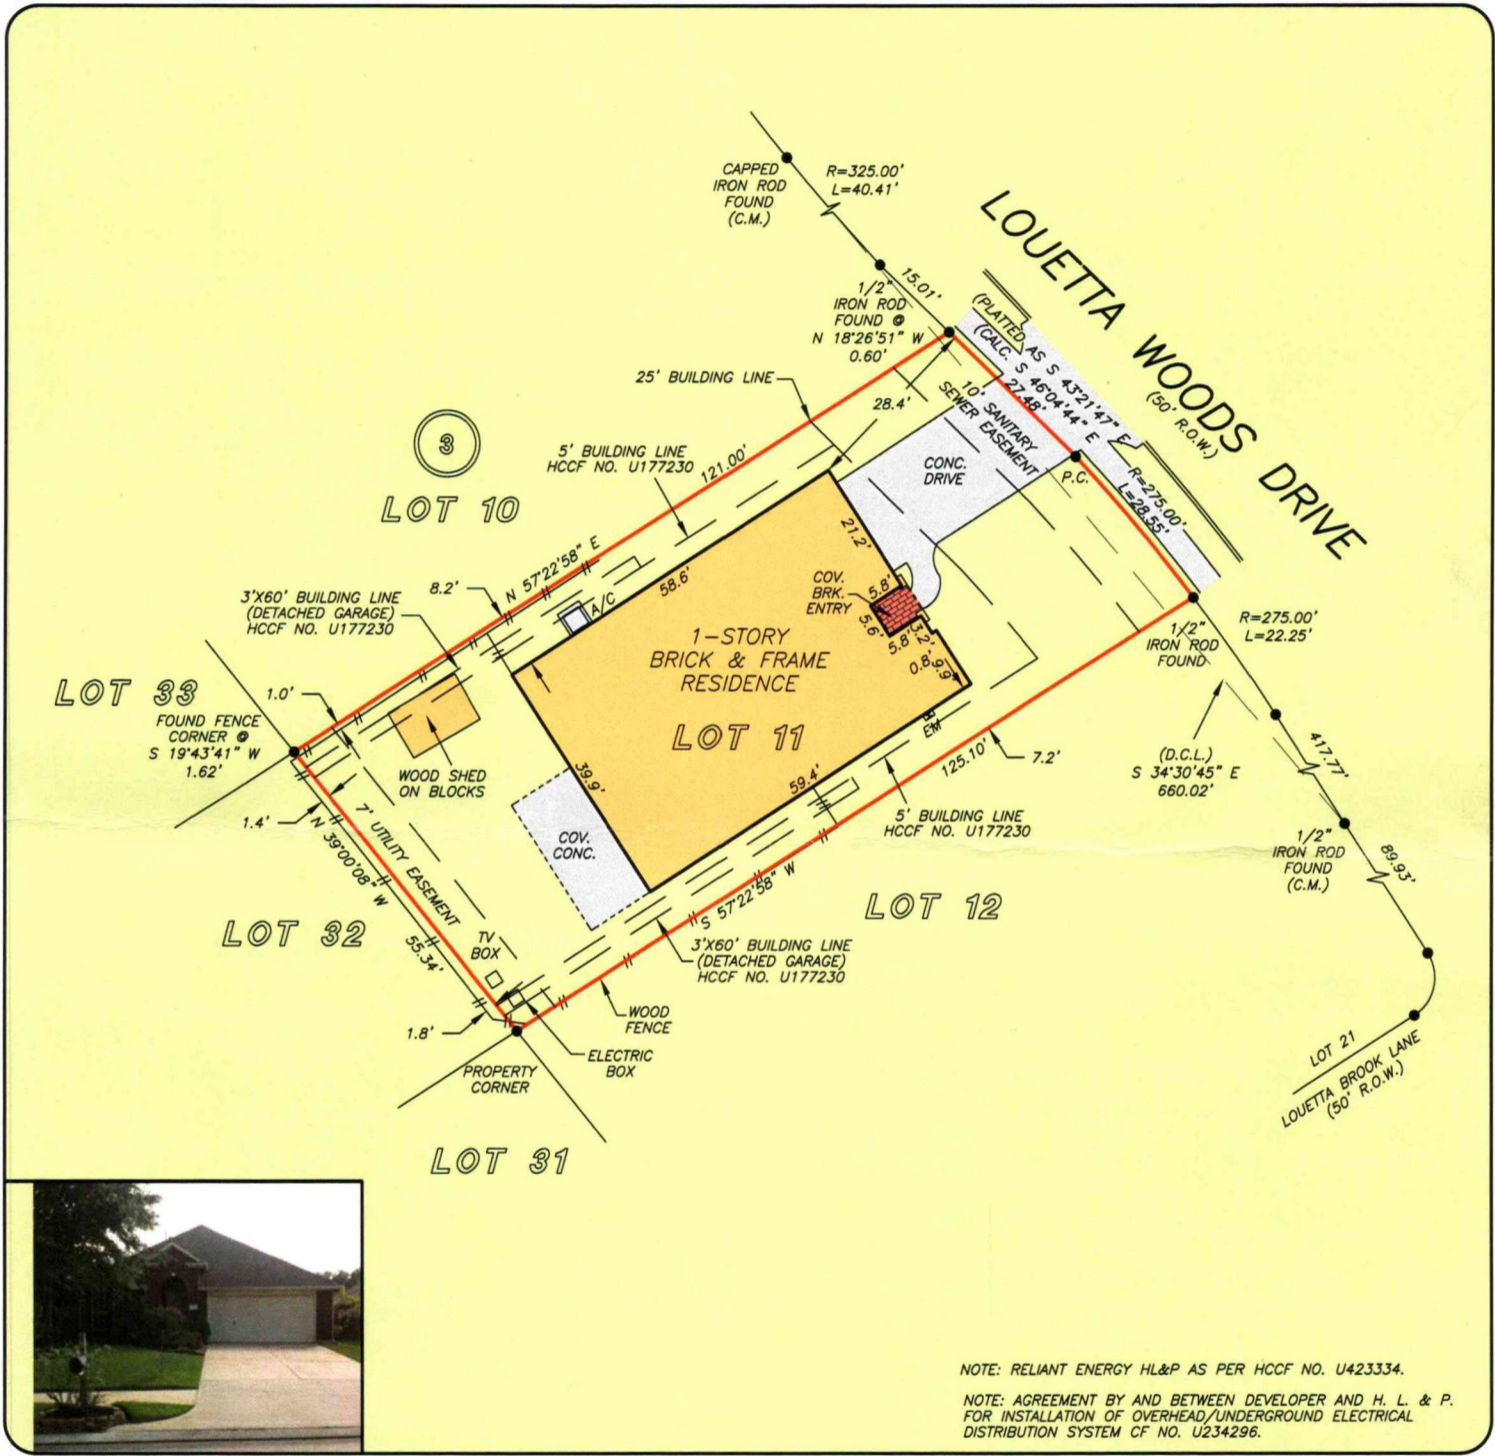 CAPPED
IRON ROD
FOUND
(C.M.)
R=325.00'
L=40.41'
LOUETTA WOODS DRIVE
(50' R.O.W.)
15.01'
1/2"
IRON ROD
FOUND @
N 18°26'51" W
0.60'
(PLATTED AS S 43°21'47" E
(CALC. S 46°04'44" E
27.48'
10' SANITARY
SEWER EASEMENT
25' BUILDING LINE
28.4'
3
LOT 10
5' BUILDING LINE
HCCF NO. U177230
121.00'
CONC.
DRIVE
P.C.
R=275.00'
L=28.55'
N 57°22'58" E
8.2'
3'X60' BUILDING LINE
(DETACHED GARAGE)
HCCF NO. U177230
A/C
58.6'
21.2'
COV.
BRK.
ENTRY
5.8'
5.6'
5.8'
3.2'
0.8'
9.9'
1-STORY
BRICK & FRAME
RESIDENCE
LOT 11
1/2"
IRON ROD
FOUND
R=275.00'
L=22.25'
LOT 33
1.0'
FOUND FENCE
CORNER @
S 19°43'41" W
1.62'
WOOD SHED
ON BLOCKS
39.9'
59.4'
EM
125.10'
7.2'
(D.C.L.)
S 34°30'45" E
660.02'
417.77'
1.4'
7' UTILITY EASEMENT
N 39°00'08" W
55.34'
COV.
CONC.
5' BUILDING LINE
HCCF NO. U177230
1/2"
IRON ROD
FOUND
(C.M.)
89.93'
LOT 32
S 57°22'58" W
LOT 12
TV
BOX
3'X60' BUILDING LINE
(DETACHED GARAGE)
HCCF NO. U177230
1.8'
WOOD
FENCE
ELECTRIC
BOX
PROPERTY
CORNER
LOT 21
LOUETTA BROOK LANE
(50' R.O.W.)
LOT 31
NOTE: RELIANT ENERGY HL&P AS PER HCCF NO. U423334.
NOTE: AGREEMENT BY AND BETWEEN DEVELOPER AND H. L. & P.
FOR INSTALLATION OF OVERHEAD/UNDERGROUND ELECTRICAL
DISTRIBUTION SYSTEM CF NO. U234296.